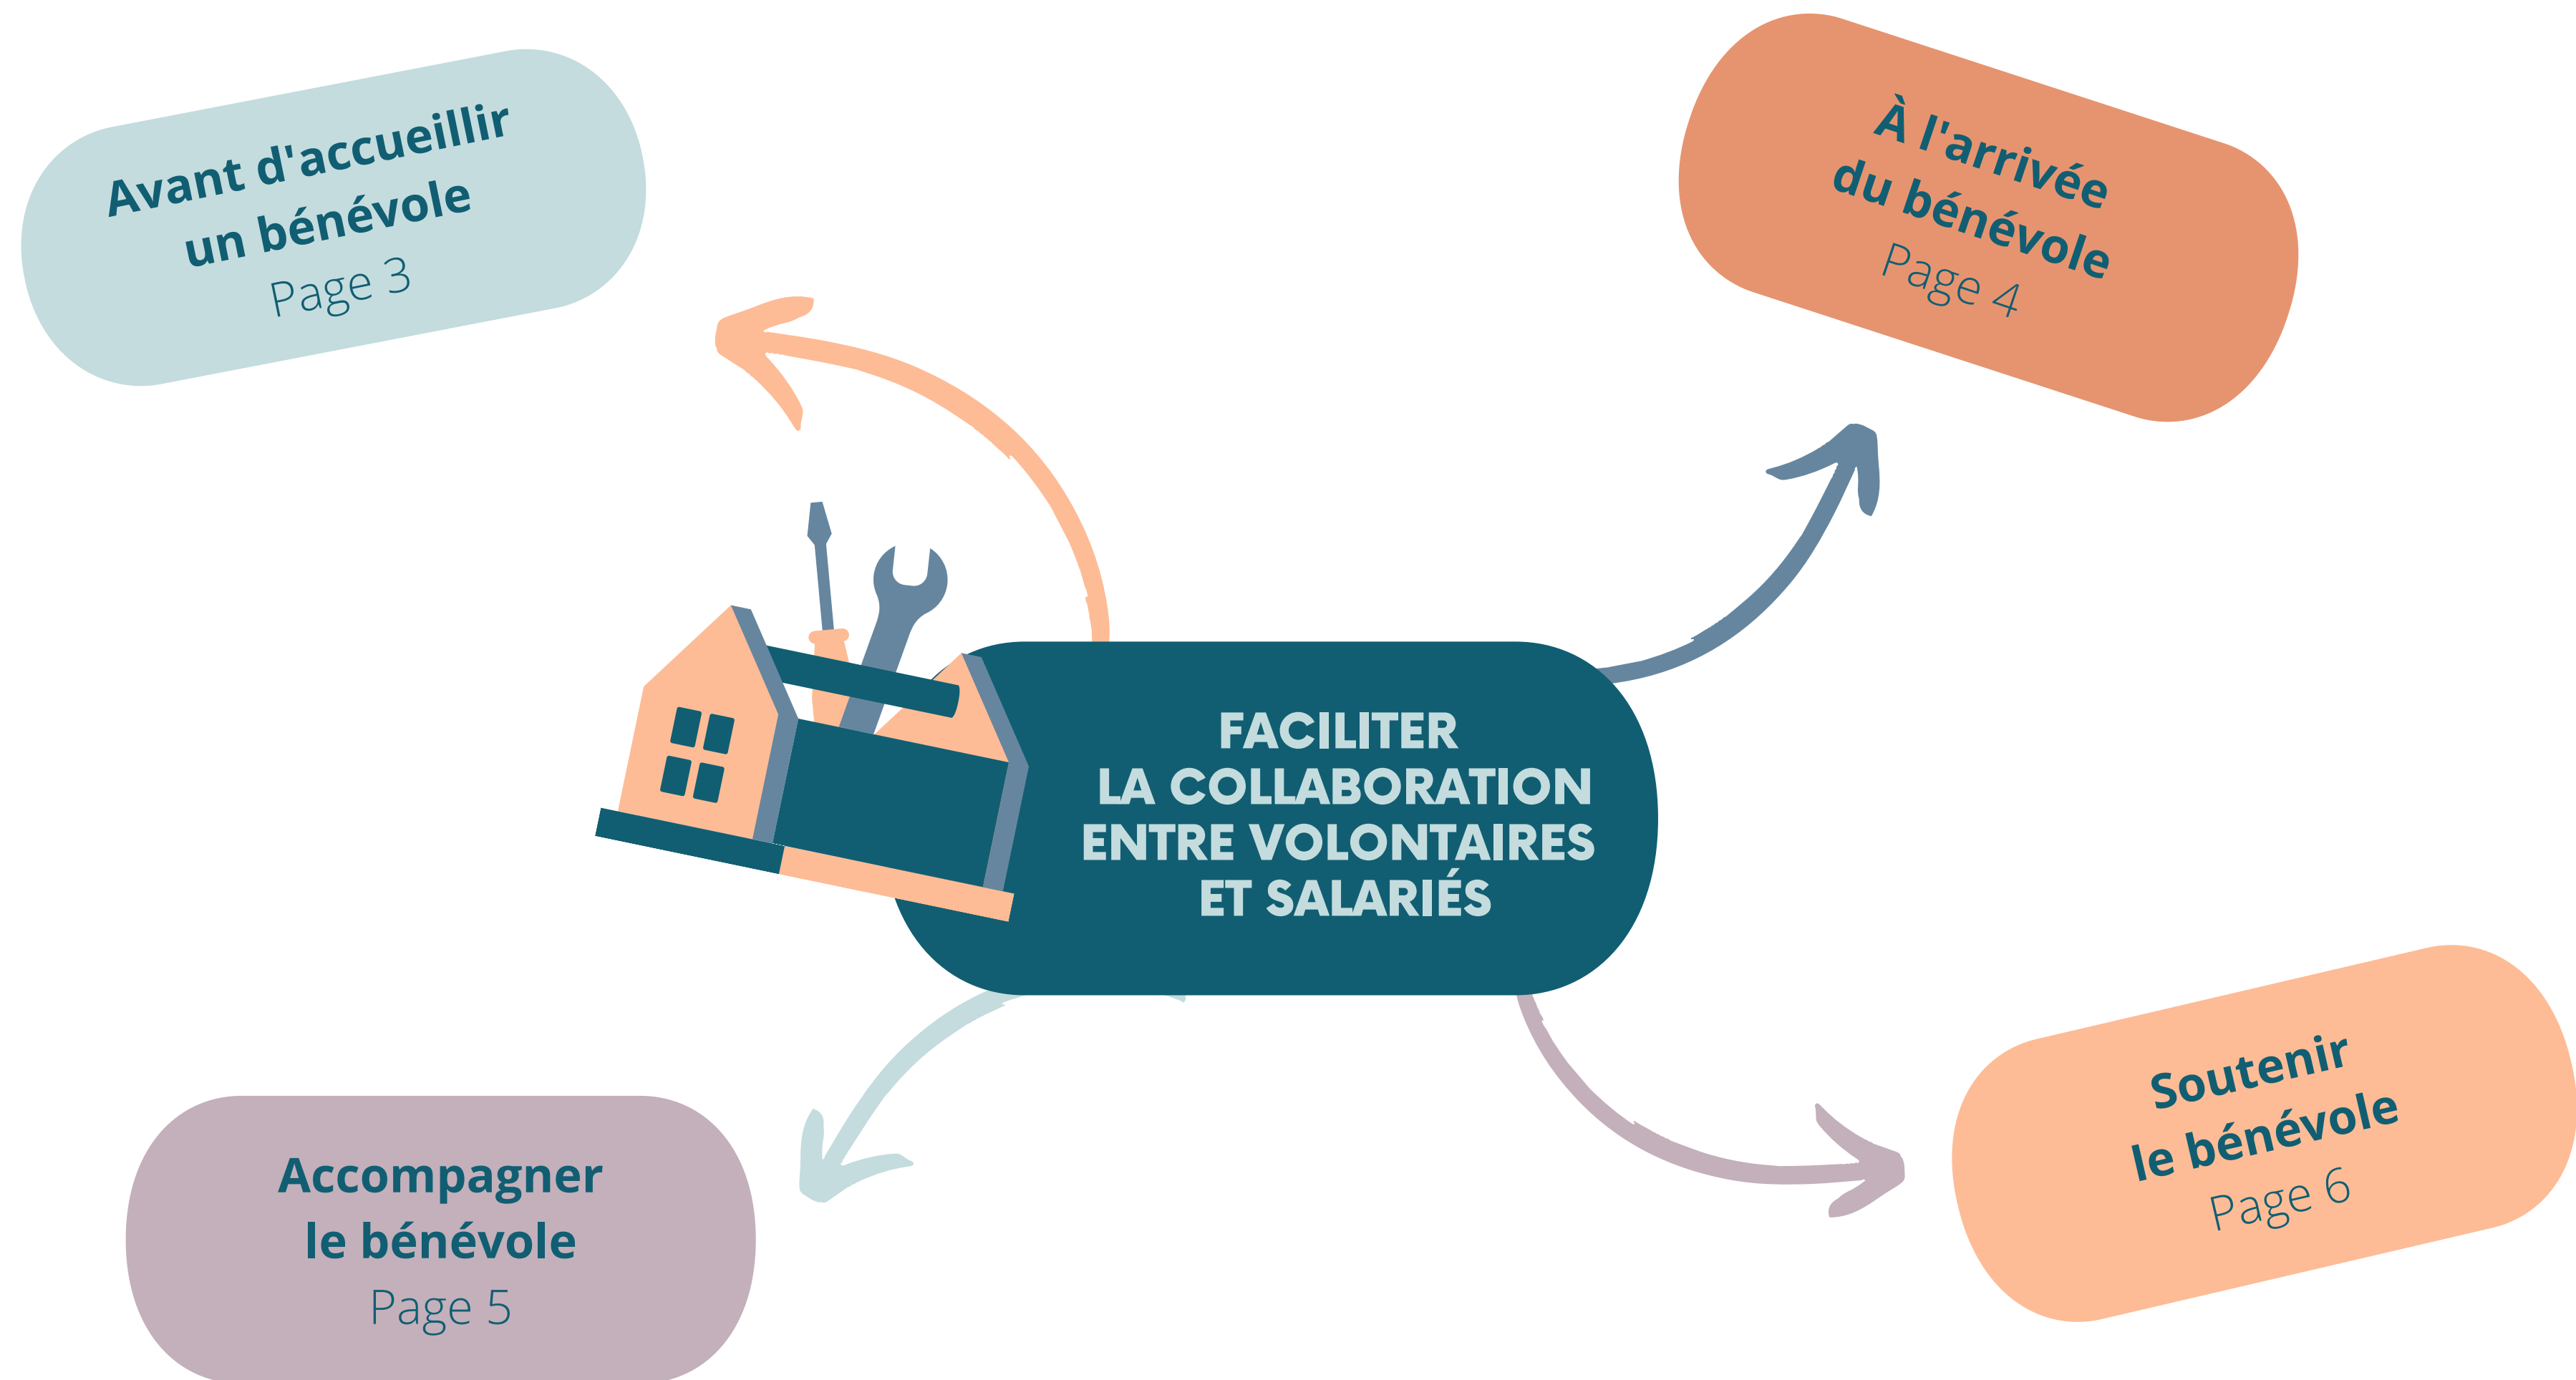 Avant d'accueillir
un bénévole
Page 3
À l'arrivée
du bénévole
Page 4
FACILITER
LA COLLABORATION
ENTRE VOLONTAIRES
ET SALARIÉS
Accompagner
le bénévole
Page 5
Soutenir
le bénévole
Page 6